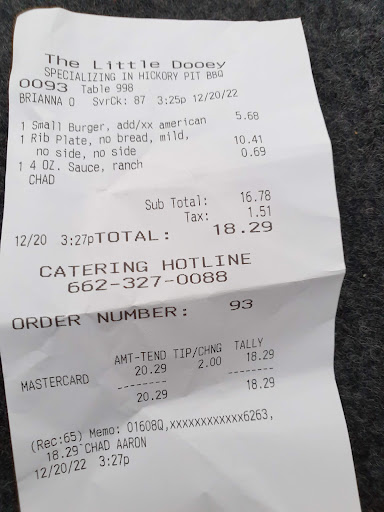 The Little Dooey
SPECIALIZING IN HICKORY PIT BBQ
0093 Table 998
BRIANNA O SvrCk: 87 3:25p 12/20/22
1 Small Burger, add/xx american 5.68
1 Rib Plate, no bread, mild,
no side, no side 10.41
1 4 OZ. Sauce, ranch 0.69
CHAD
Sub Total: 16.78
Tax: 1.51
12/20 3:27pTOTAL: 18.29
CATERING HOTLINE
662-327-0088
ORDER NUMBER: 93
AMT-TEND TIP/CHNG TALLY
MASTERCARD 20.29 2.00 18.29
-------- --------
20.29 18.29
(Rec:65) Memo: 01608Q,xxxxxxxxxxxx6263,
18.29 CHAD AARON
12/20/22 3:27p